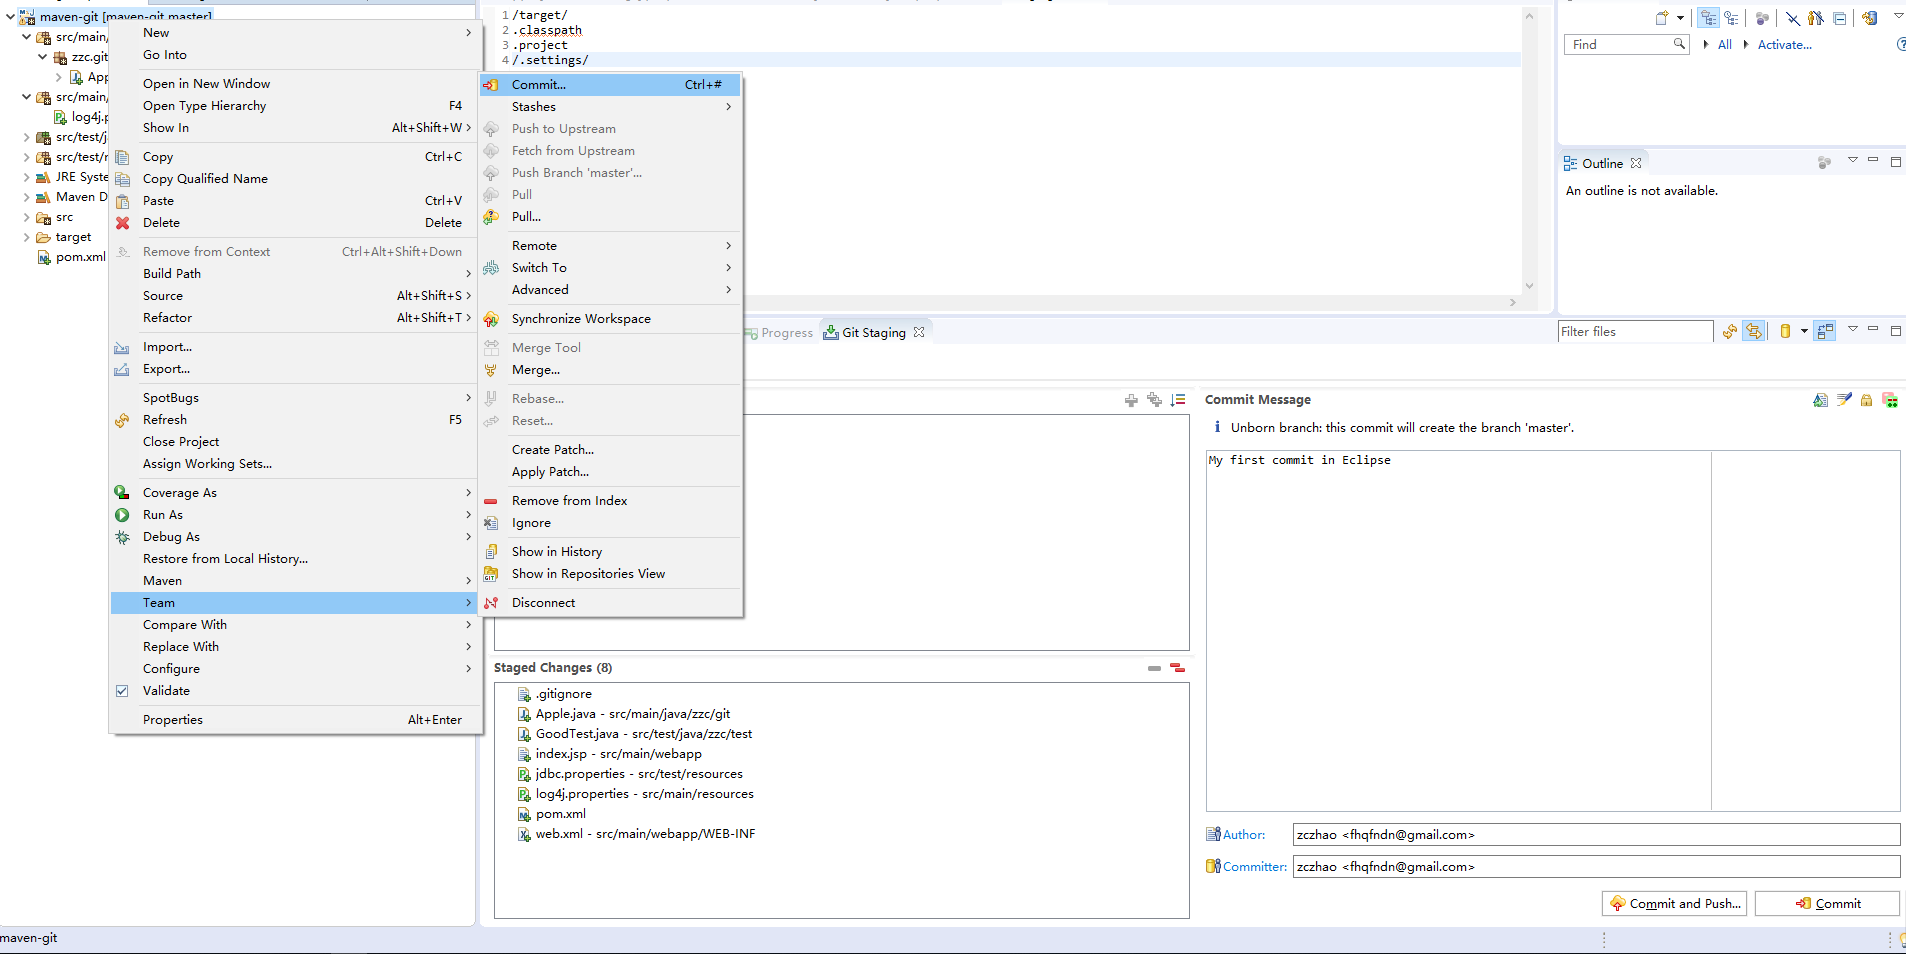 maven-git [maven-git master]
src/main/
zzc.git
App
src/main/
log4j.p
src/test/j
src/test/r
JRE Syste
Maven D
src
target
pom.xml
New
Go Into
Open in New Window
Open Type Hierarchy F4
Show In Alt+Shift+W
Copy Ctrl+C
Copy Qualified Name
Paste Ctrl+V
Delete Delete
Remove from Context Ctrl+Alt+Shift+Down
Build Path
Source Alt+Shift+S
Refactor Alt+Shift+T
Import...
Export...
SpotBugs
Refresh F5
Close Project
Assign Working Sets...
Coverage As
Run As
Debug As
Restore from Local History...
Maven
Team
Compare With
Replace With
Configure
Validate
Properties Alt+Enter
Commit... Ctrl+#
Stashes
Push to Upstream
Fetch from Upstream
Push Branch 'master'...
Pull
Pull...
Remote
Switch To
Advanced
Synchronize Workspace
Merge Tool
Merge...
Rebase...
Reset...
Create Patch...
Apply Patch...
Remove from Index
Ignore
Show in History
Show in Repositories View
Disconnect
1 /target/
2 .classpath
3 .project
4 /.settings/
Find
All
Activate...
Outline
An outline is not available.
Progress
Git Staging
Filter files
Commit Message
Unborn branch: this commit will create the branch 'master'.
My first commit in Eclipse
Staged Changes (8)
.gitignore
Apple.java - src/main/java/zzc/git
GoodTest.java - src/test/java/zzc/test
index.jsp - src/main/webapp
jdbc.properties - src/test/resources
log4j.properties - src/main/resources
pom.xml
web.xml - src/main/webapp/WEB-INF
Author: zczhao <fhqfndn@gmail.com>
Committer: zczhao <fhqfndn@gmail.com>
Commit and Push...
Commit
maven-git